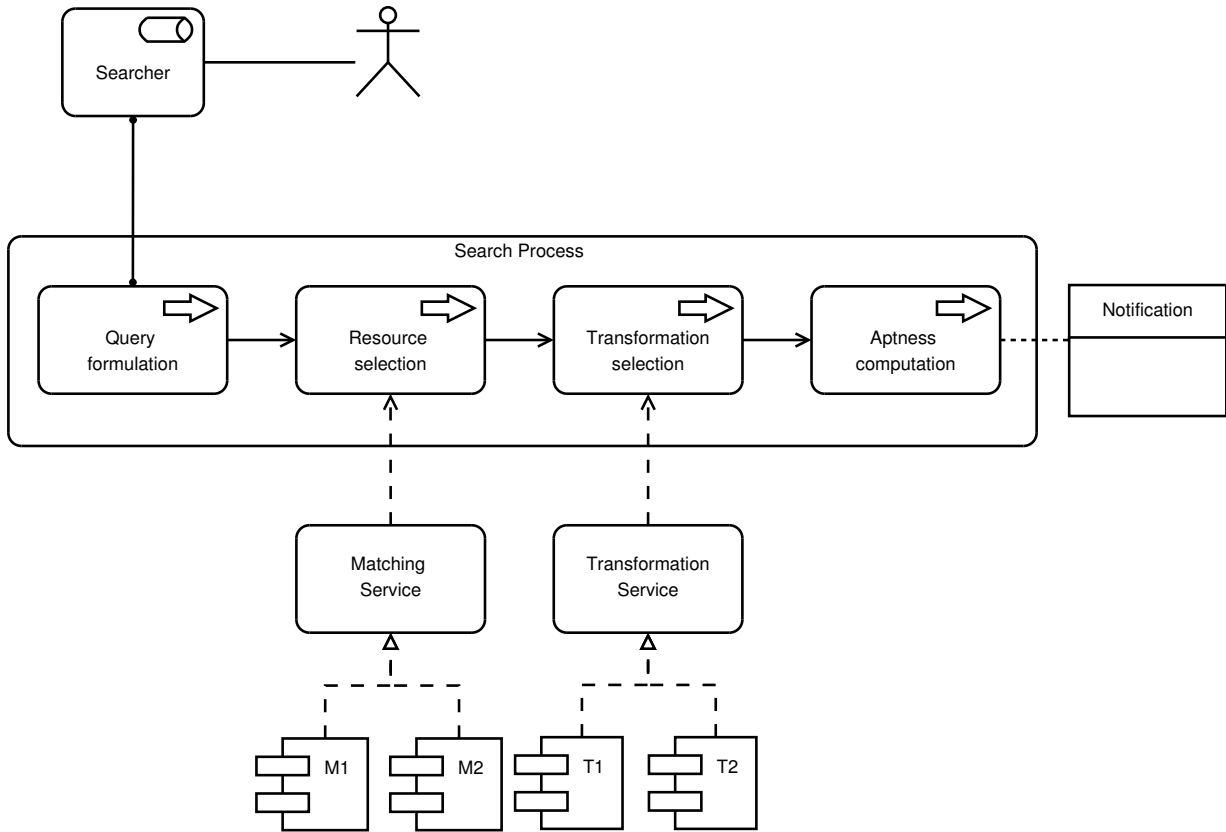 Searcher
Search Process
Query
formulation
Resource
selection
Transformation
selection
Aptness
computation
Notification
Matching
Service
Transformation
Service
M1
M2
T1
T2